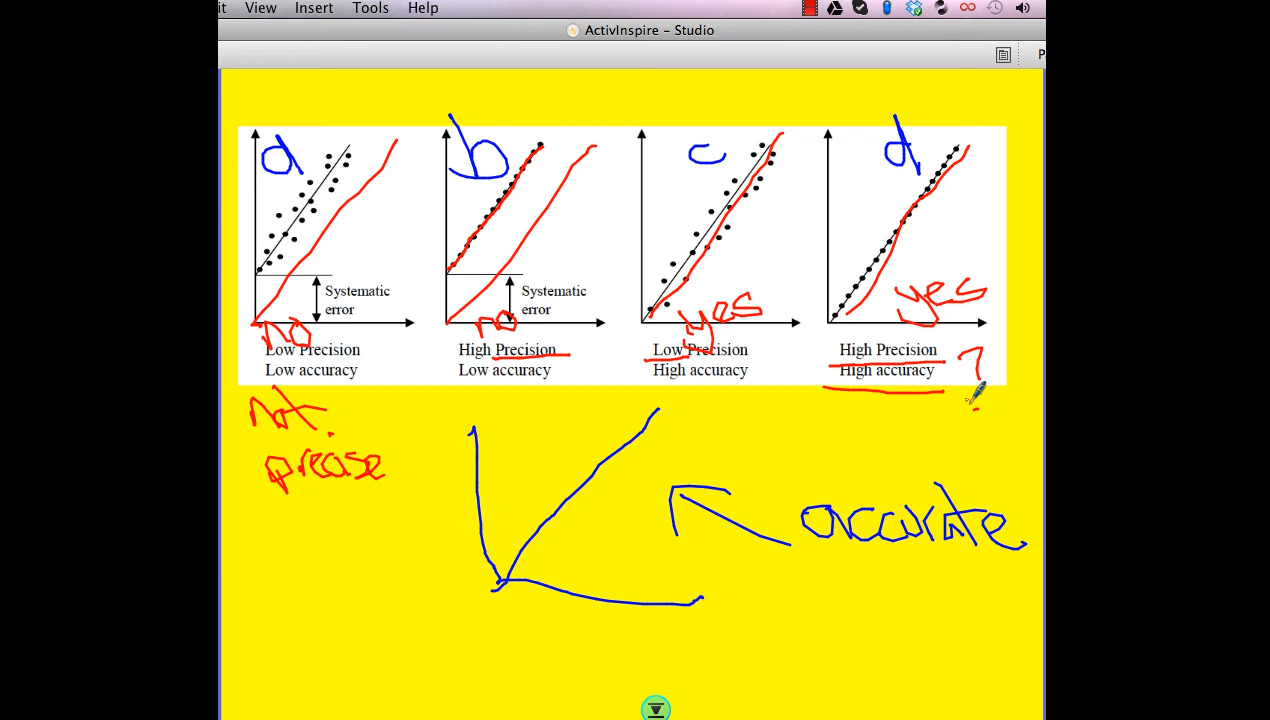 it View Insert Tools Help
ActivInspire - Studio
P
a b c d
Systematic
error
Systematic
error
no no yes yes
Low Precision
Low accuracy
High Precision
Low accuracy
Low Precision
High accuracy
High Precision
High accuracy
?
Not
precise
accurate